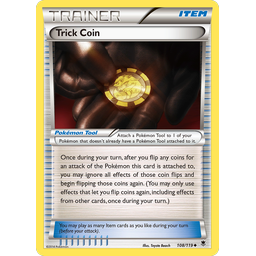 TRAINER
ITEM
Trick Coin
Pokémon Tool
Attach a Pokémon Tool to 1 of your
Pokémon that doesn't already have a Pokémon Tool attached to it.
Once during your turn, after you flip any coins for
an attack of the Pokémon this card is attached to, you
may ignore all effects of those coin flips and
begin flipping those coins again. (You may only use
effects that let you flip coins again, including effects
from other cards, once during your turn.)
You may play as many Item cards as you like during your turn
(before your attack).
Illus. Toyste Beach
108/119